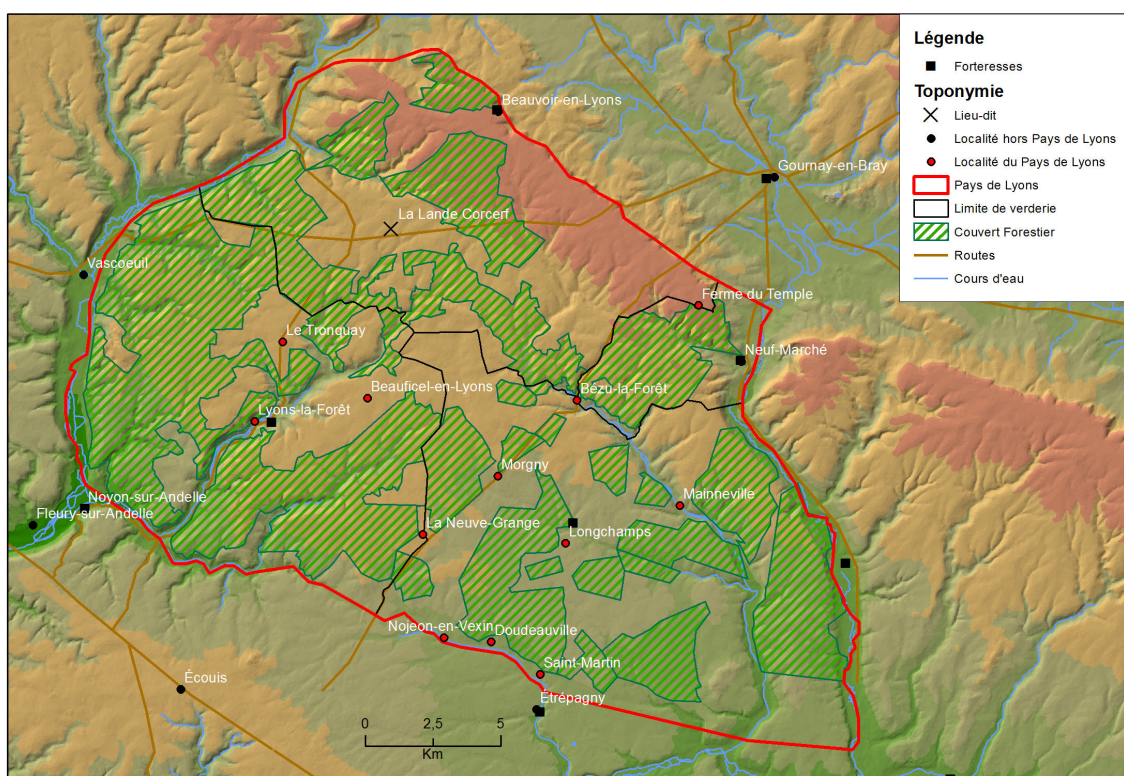 Légende
Forteresses
Toponymie
Lieu-dit
Localité hors Pays de Lyons
Localité du Pays de Lyons
Pays de Lyons
Limite de verderie
Couvert Forestier
Routes
Cours d'eau
Beauvoir-en-Lyons
Gournay-en-Bray
La Lande Corcerf
Vascoeuil
Ferme du Temple
Le Tronquay
Neuf-Marché
Beauficel-en-Lyons
Bézu-la-Forêt
Lyons-la-Forêt
Morgny
Noyon-sur-Andelle
Mainneville
Fleury-sur-Andelle
La Neuve-Grange
Longchamps
Nojeon-en-Vexin
Doudeauville
Saint-Martin
Écouis
Étrépagny
0 2,5 5
Km